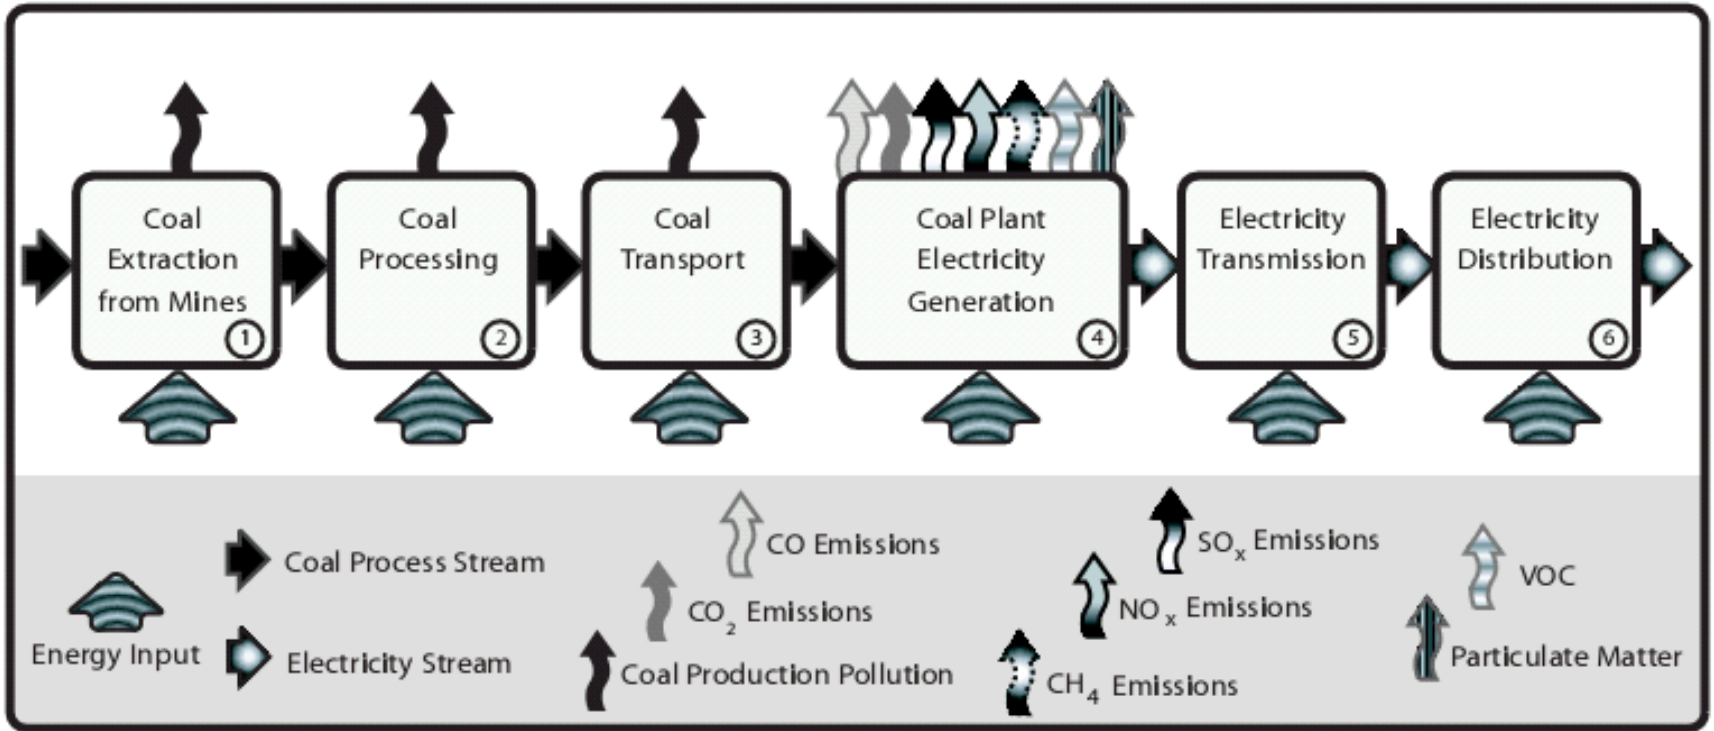 Coal
Extraction
from Mines
1
Coal
Processing
2
Coal
Transport
3
Coal Plant
Electricity
Generation
4
Electricity
Transmission
5
Electricity
Distribution
6
Energy Input
Coal Process Stream
Electricity Stream
CO Emissions
CO2 Emissions
Coal Production Pollution
SOx Emissions
NOx Emissions
CH4 Emissions
VOC
Particulate Matter